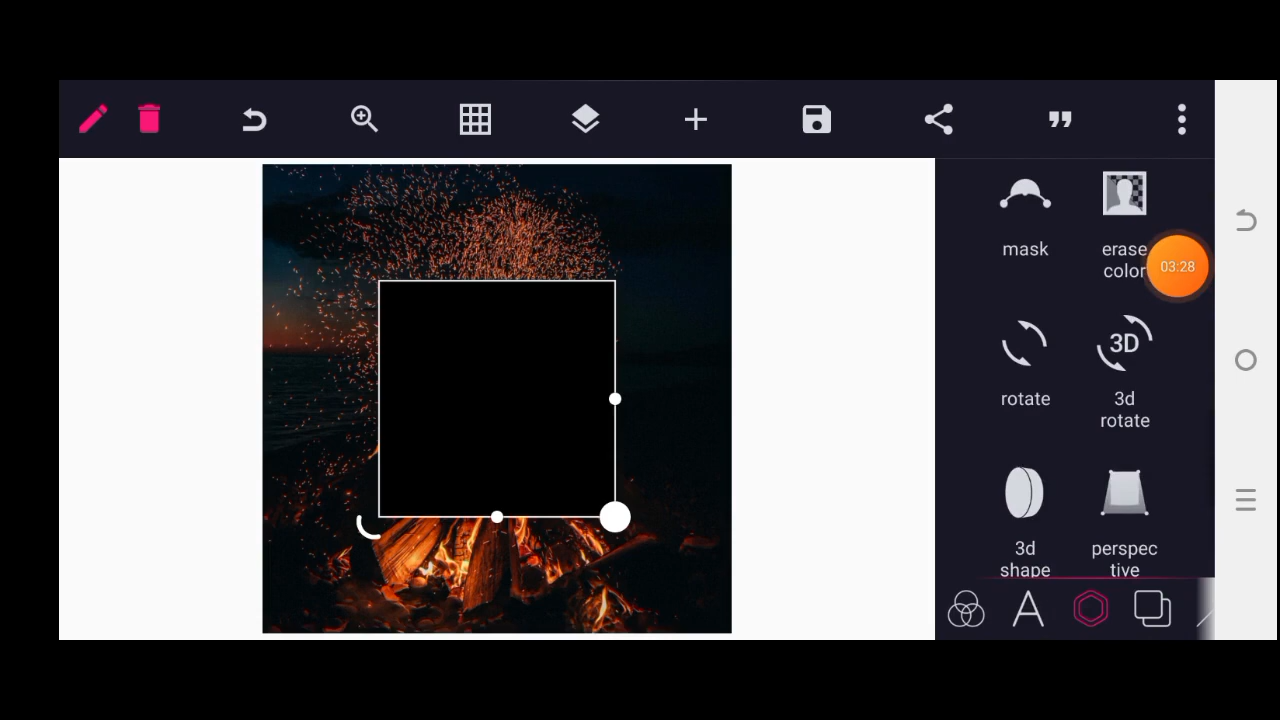 mask
erase
color
03:28
rotate
3D
3d
rotate
3d
shape
perspec
tive
A